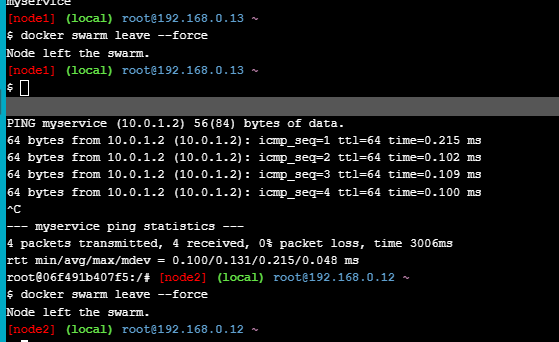 myservice
[node1] (local) root@192.168.0.13 ~
$ docker swarm leave --force
Node left the swarm.
[node1] (local) root@192.168.0.13 ~
$
PING myservice (10.0.1.2) 56(84) bytes of data.
64 bytes from 10.0.1.2 (10.0.1.2): icmp_seq=1 ttl=64 time=0.215 ms
64 bytes from 10.0.1.2 (10.0.1.2): icmp_seq=2 ttl=64 time=0.102 ms
64 bytes from 10.0.1.2 (10.0.1.2): icmp_seq=3 ttl=64 time=0.109 ms
64 bytes from 10.0.1.2 (10.0.1.2): icmp_seq=4 ttl=64 time=0.100 ms
^C
--- myservice ping statistics ---
4 packets transmitted, 4 received, 0% packet loss, time 3006ms
rtt min/avg/max/mdev = 0.100/0.131/0.215/0.048 ms
root@06f491b407f5:/# [node2] (local) root@192.168.0.12 ~
$ docker swarm leave --force
Node left the swarm.
[node2] (local) root@192.168.0.12 ~